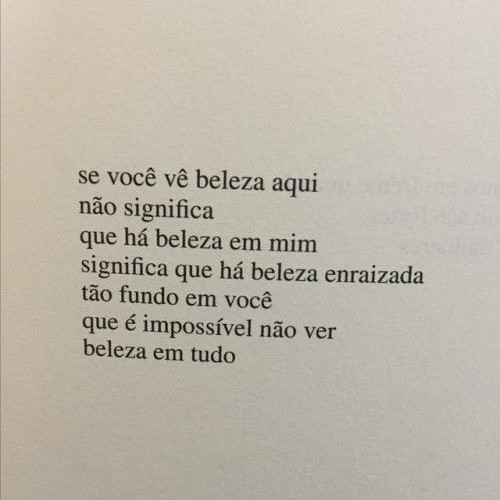 se você vê beleza aqui
não significa
que há beleza em mim
significa que há beleza enraizada
tão fundo em você
que é impossível não ver
beleza em tudo